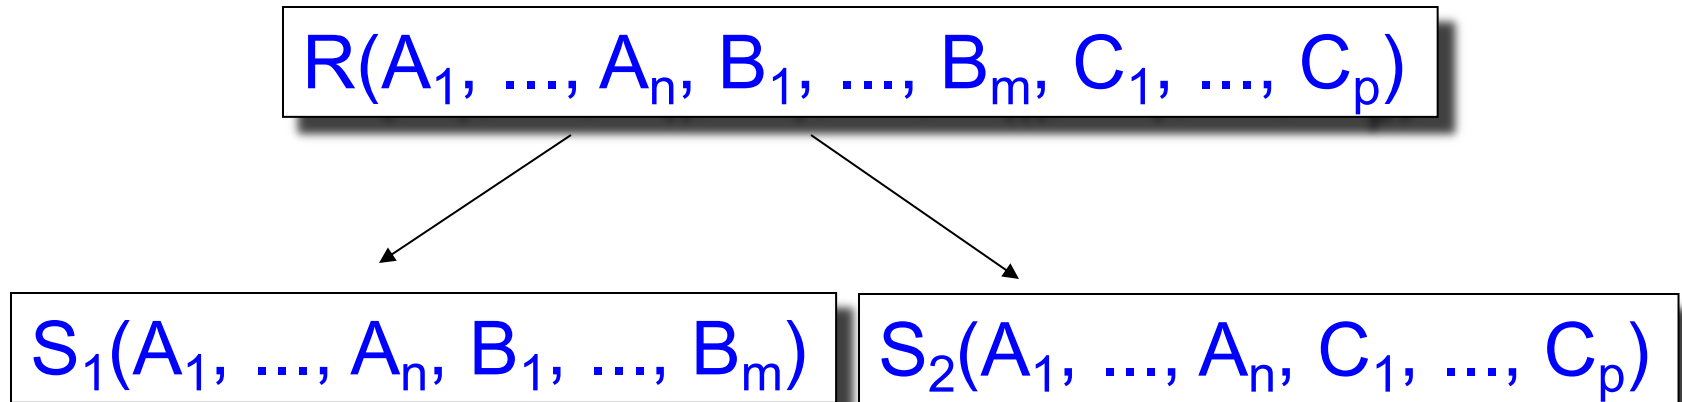 R(A₁, ..., Aₙ, B₁, ..., Bₘ, C₁, ..., Cₚ)
S₁(A₁, ..., Aₙ, B₁, ..., Bₘ)
S₂(A₁, ..., Aₙ, C₁, ..., Cₚ)